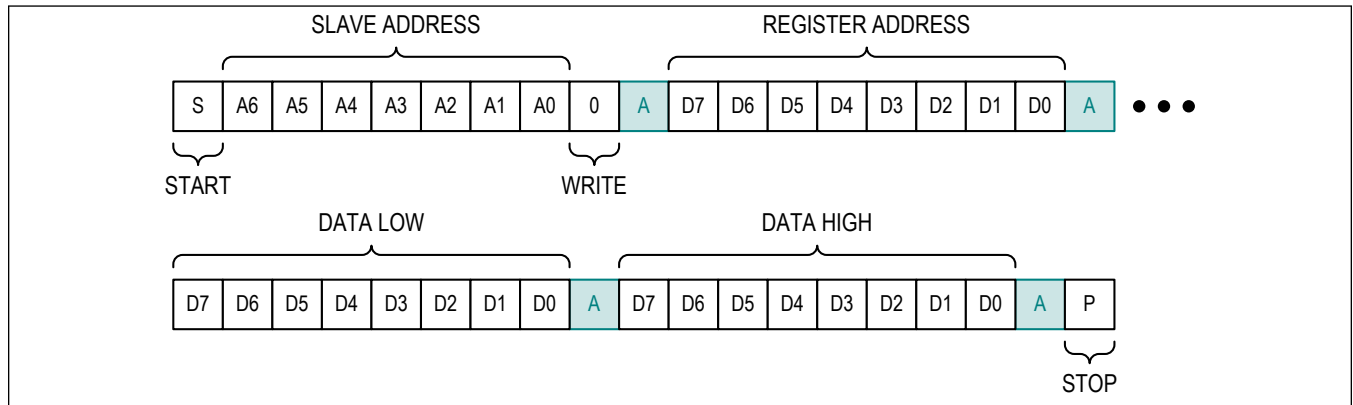 SLAVE ADDRESS REGISTER ADDRESS
S A6 A5 A4 A3 A2 A1 A0 0 A D7 D6 D5 D4 D3 D2 D1 D0 A
START WRITE
DATA LOW DATA HIGH
D7 D6 D5 D4 D3 D2 D1 D0 A D7 D6 D5 D4 D3 D2 D1 D0 A P
STOP